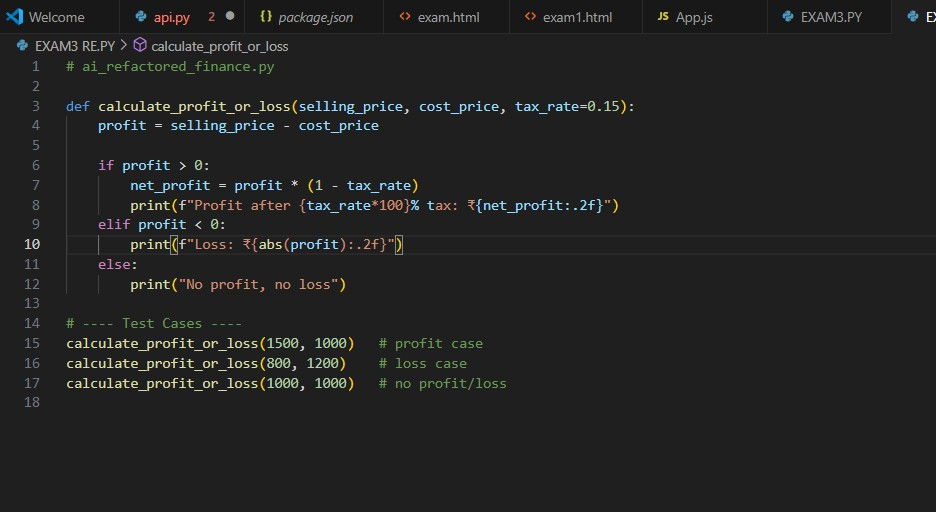 Welcome api.py 2 package.json exam.html exam1.html JS App.js EXAM3.PY
EXAM3 RE.PY > calculate_profit_or_loss
1 # ai_refactored_finance.py
2
3 def calculate_profit_or_loss(selling_price, cost_price, tax_rate=0.15):
4     profit = selling_price - cost_price
5
6     if profit > 0:
7         net_profit = profit * (1 - tax_rate)
8         print(f"Profit after {tax_rate*100}% tax: ₹{net_profit:.2f}")
9     elif profit < 0:
10         print(f"Loss: ₹{abs(profit):.2f}")
11     else:
12         print("No profit, no loss")
13
14 # ---- Test Cases ----
15 calculate_profit_or_loss(1500, 1000)   # profit case
16 calculate_profit_or_loss(800, 1200)    # loss case
17 calculate_profit_or_loss(1000, 1000)   # no profit/loss
18